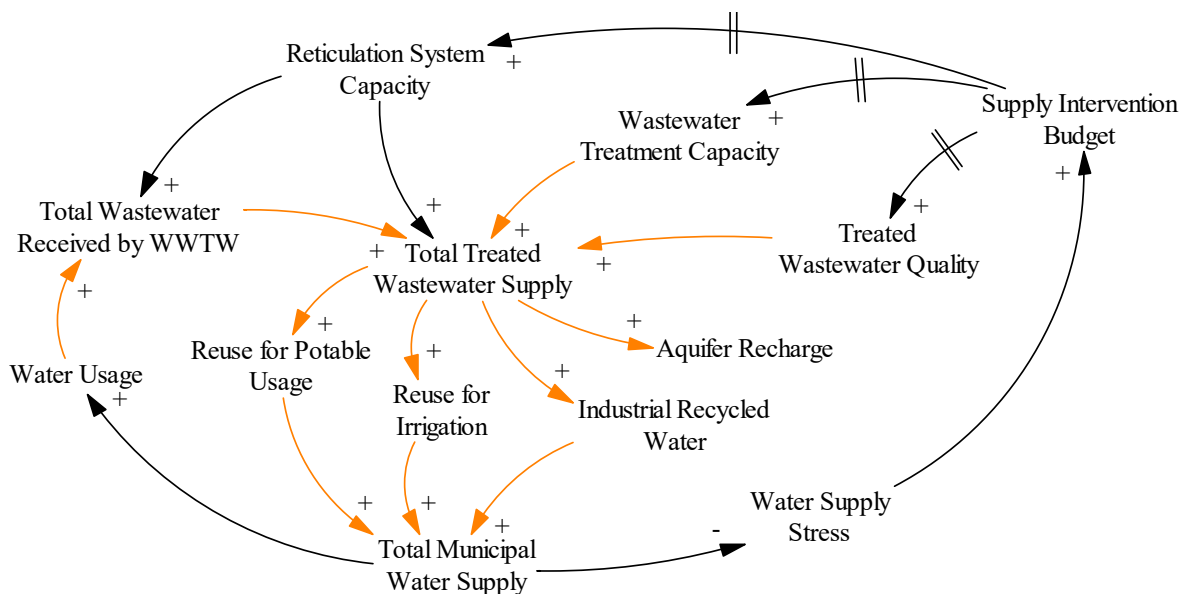 Reticulation System
Capacity
+
Supply Intervention
Budget
+
Wastewater
Treatment Capacity
+
Total Wastewater
Received by WWTW
+
+
Total Treated
Wastewater Supply
+
+
+
+
Treated
Wastewater Quality
+
Water Usage
+
Reuse for Potable
Usage
+
Reuse for
Irrigation
+
Industrial Recycled
Water
+
Aquifer Recharge
+
Total Municipal
Water Supply
+
+
+
Water Supply
Stress
-